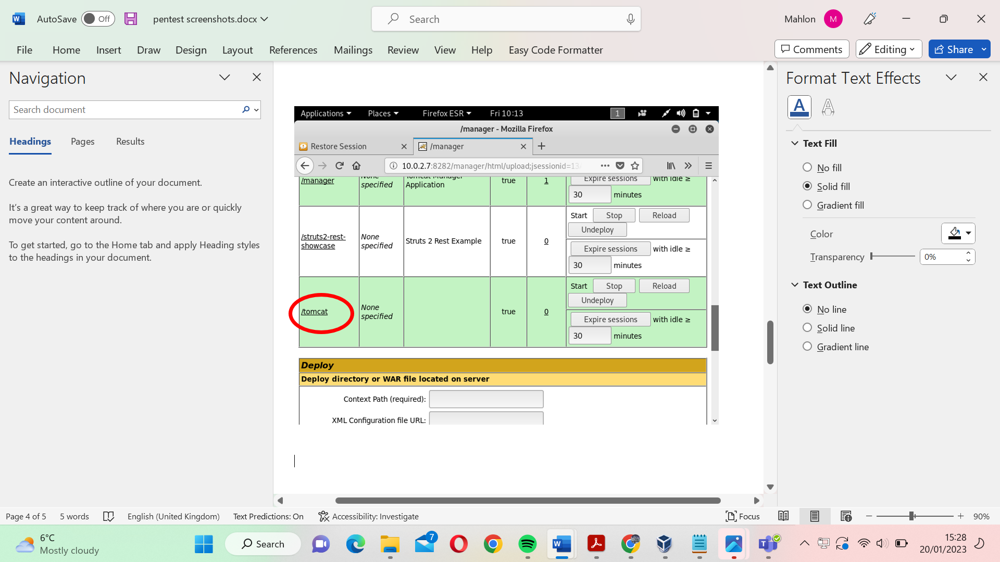 AutoSave Off pentest screenshots.docx Search Mahlon M
File Home Insert Draw Design Layout References Mailings Review View Help Easy Code Formatter Comments Editing Share
Navigation
Search document
Headings Pages Results
Create an interactive outline of your document.
It's a great way to keep track of where you are or quickly
move your content around.
To get started, go to the Home tab and apply Heading styles
to the headings in your document.
Applications Places Firefox ESR Fri 10:13 1
/manager - Mozilla Firefox
Restore Session /manager
10.0.2.7:8282/manager/html/upload;jsessionid=13
/manager None specified Tomcat Manager Application true 1 Expire sessions with idle ≥
30 minutes
Start Stop Reload
Undeploy
/struts2-rest-showcase None specified Struts 2 Rest Example true 0
Expire sessions with idle ≥
30 minutes
Start Stop Reload
Undeploy
/tomcat None specified true 0
Expire sessions with idle ≥
30 minutes
Deploy
Deploy directory or WAR file located on server
Context Path (required):
XML Configuration file URL:
Format Text Effects
A A
Text Fill
No fill
Solid fill
Gradient fill
Color
Transparency 0%
Text Outline
No line
Solid line
Gradient line
Page 4 of 5 5 words English (United Kingdom) Text Predictions: On Accessibility: Investigate Focus 90%
6°C
Mostly cloudy
Search
7
15:28
20/01/2023